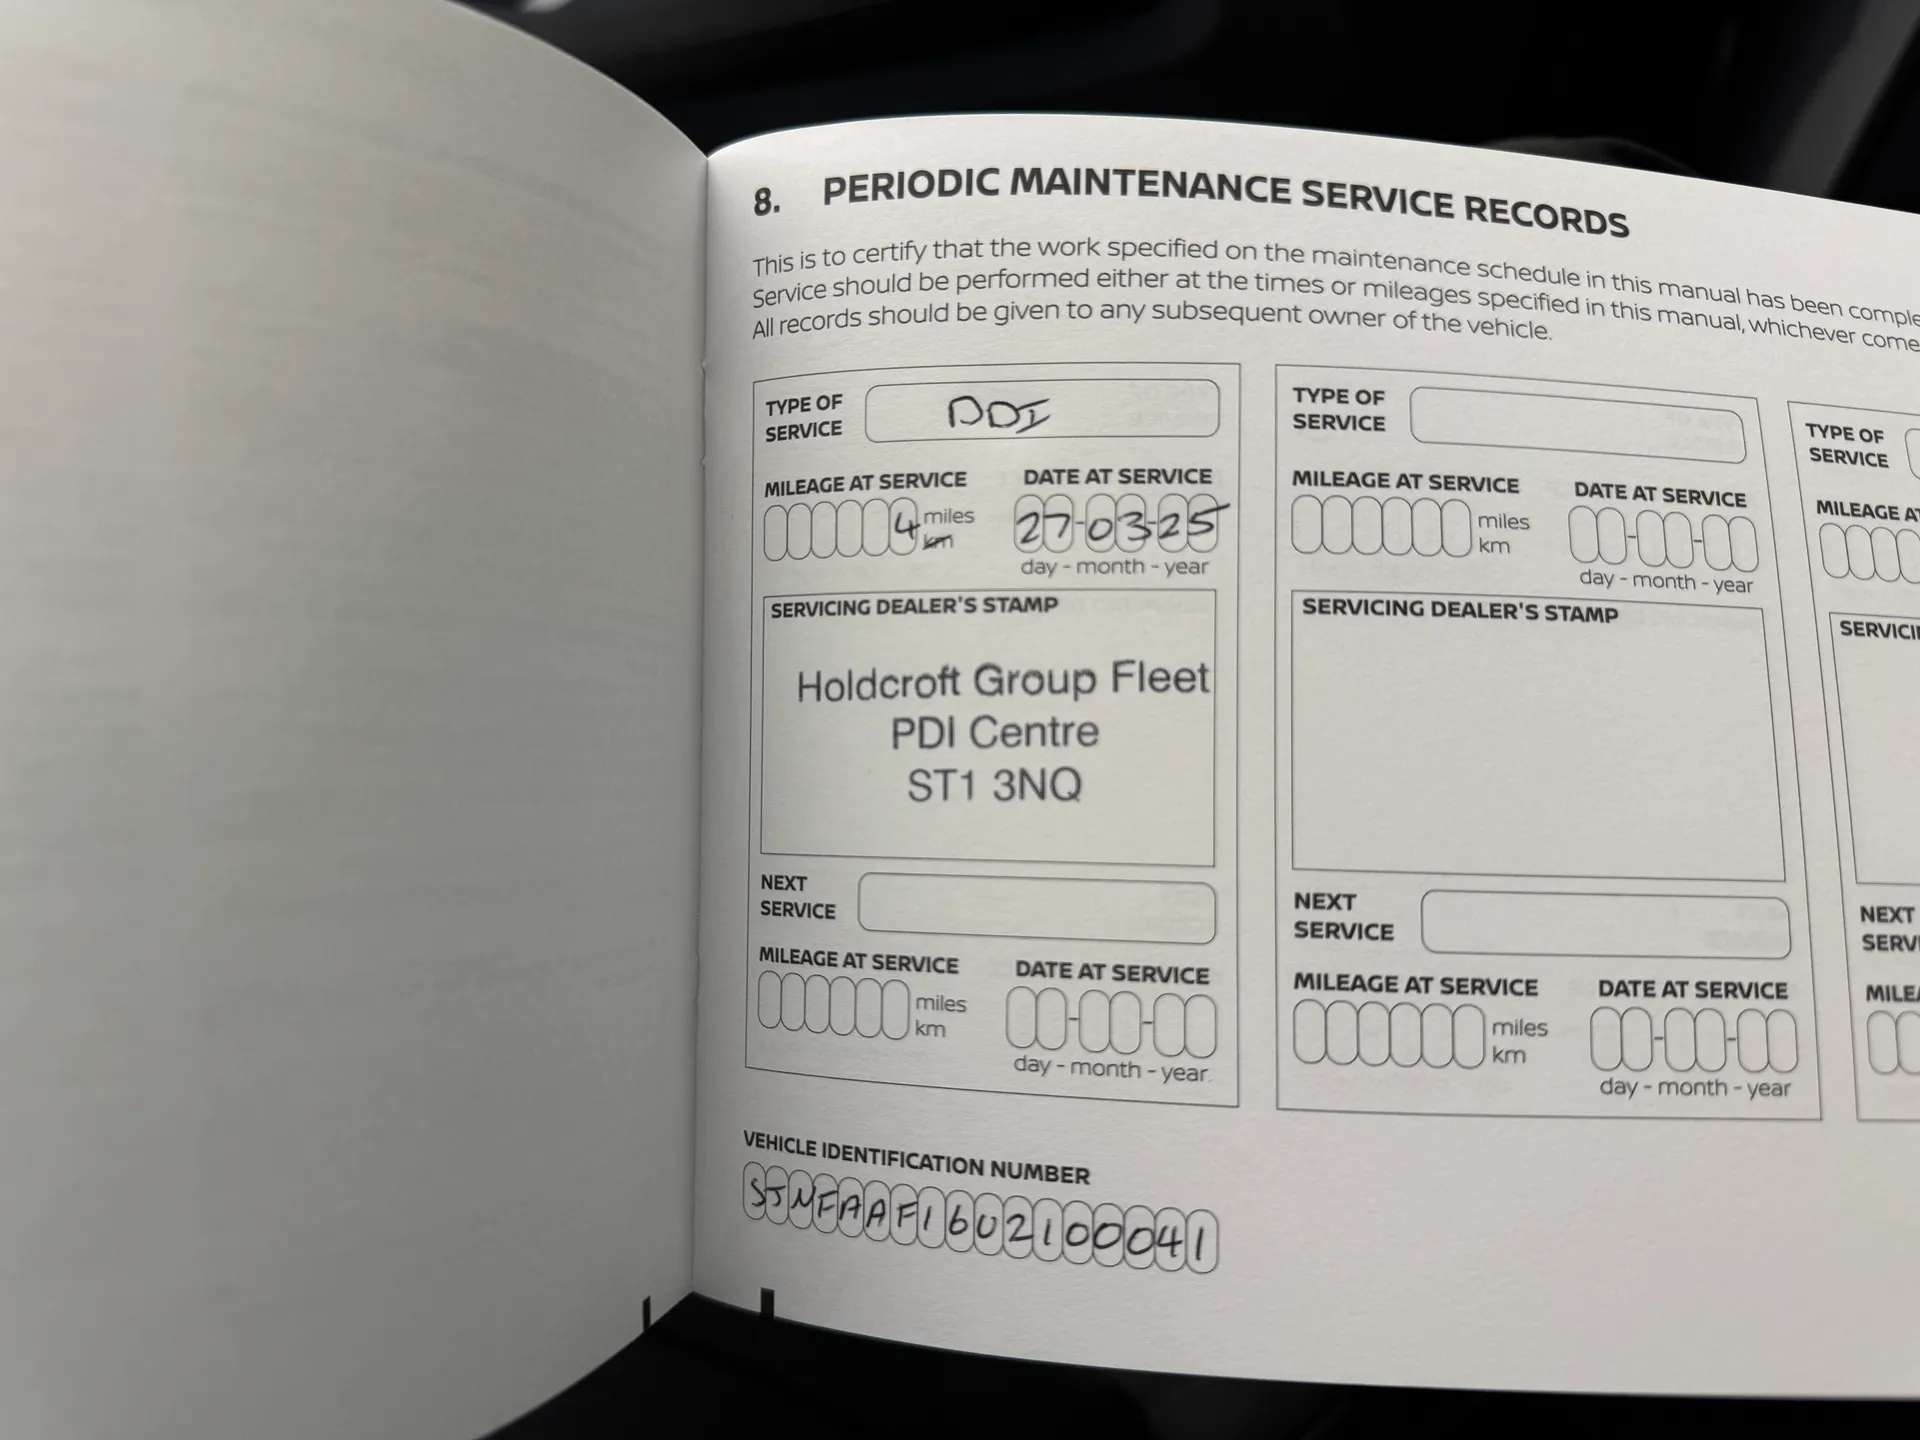 8. PERIODIC MAINTENANCE SERVICE RECORDS
This is to certify that the work specified on the maintenance schedule in this manual has been
Service should be performed either at the times or mileages specified in this manual, whichever
All records should be given to any subsequent owner of the vehicle.
TYPE OF
SERVICE
PDI
MILEAGE AT SERVICE
4 miles
km
DATE AT SERVICE
27-03-25
day - month - year
SERVICING DEALER'S STAMP
Holdcroft Group Fleet
PDI Centre
ST1 3NQ
NEXT
SERVICE
MILEAGE AT SERVICE
miles
km
DATE AT SERVICE
day - month - year
VEHICLE IDENTIFICATION NUMBER
SJNFAAF16U2100041
TYPE OF
SERVICE
MILEAGE AT SERVICE
miles
km
DATE AT SERVICE
day - month - year
SERVICING DEALER'S STAMP
NEXT
SERVICE
MILEAGE AT SERVICE
miles
km
DATE AT SERVICE
day - month - year
TYPE OF
SERVICE
MILEAGE
NEXT